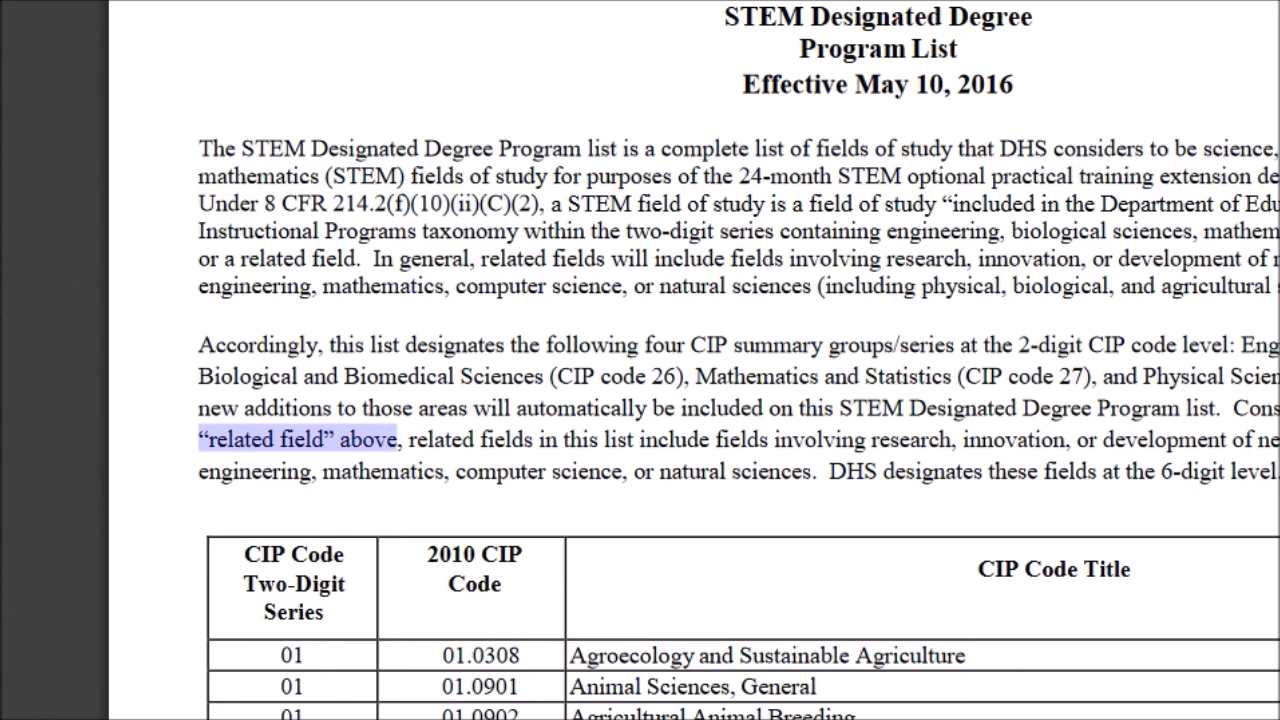 STEM Designated Degree
Program List
Effective May 10, 2016
The STEM Designated Degree Program list is a complete list of fields of study that DHS considers to be science,
mathematics (STEM) fields of study for purposes of the 24-month STEM optional practical training extension
Under 8 CFR 214.2(f)(10)(ii)(C)(2), a STEM field of study is a field of study “included in the Department of
Instructional Programs taxonomy within the two-digit series containing engineering, biological sciences,
or a related field.  In general, related fields will include fields involving research, innovation, or development of
engineering, mathematics, computer science, or natural sciences (including physical, biological, and agricultural
Accordingly, this list designates the following four CIP summary groups/series at the 2-digit CIP code level:
Biological and Biomedical Sciences (CIP code 26), Mathematics and Statistics (CIP code 27), and Physical
new additions to those areas will automatically be included on this STEM Designated Degree Program list.
“related field” above, related fields in this list include fields involving research, innovation, or development of
engineering, mathematics, computer science, or natural sciences.  DHS designates these fields at the 6-digit level.
CIP Code Two-Digit Series 2010 CIP Code CIP Code Title
01 01.0308 Agroecology and Sustainable Agriculture
01 01.0901 Animal Sciences, General
01 01.0902 Agricultural Animal Breeding